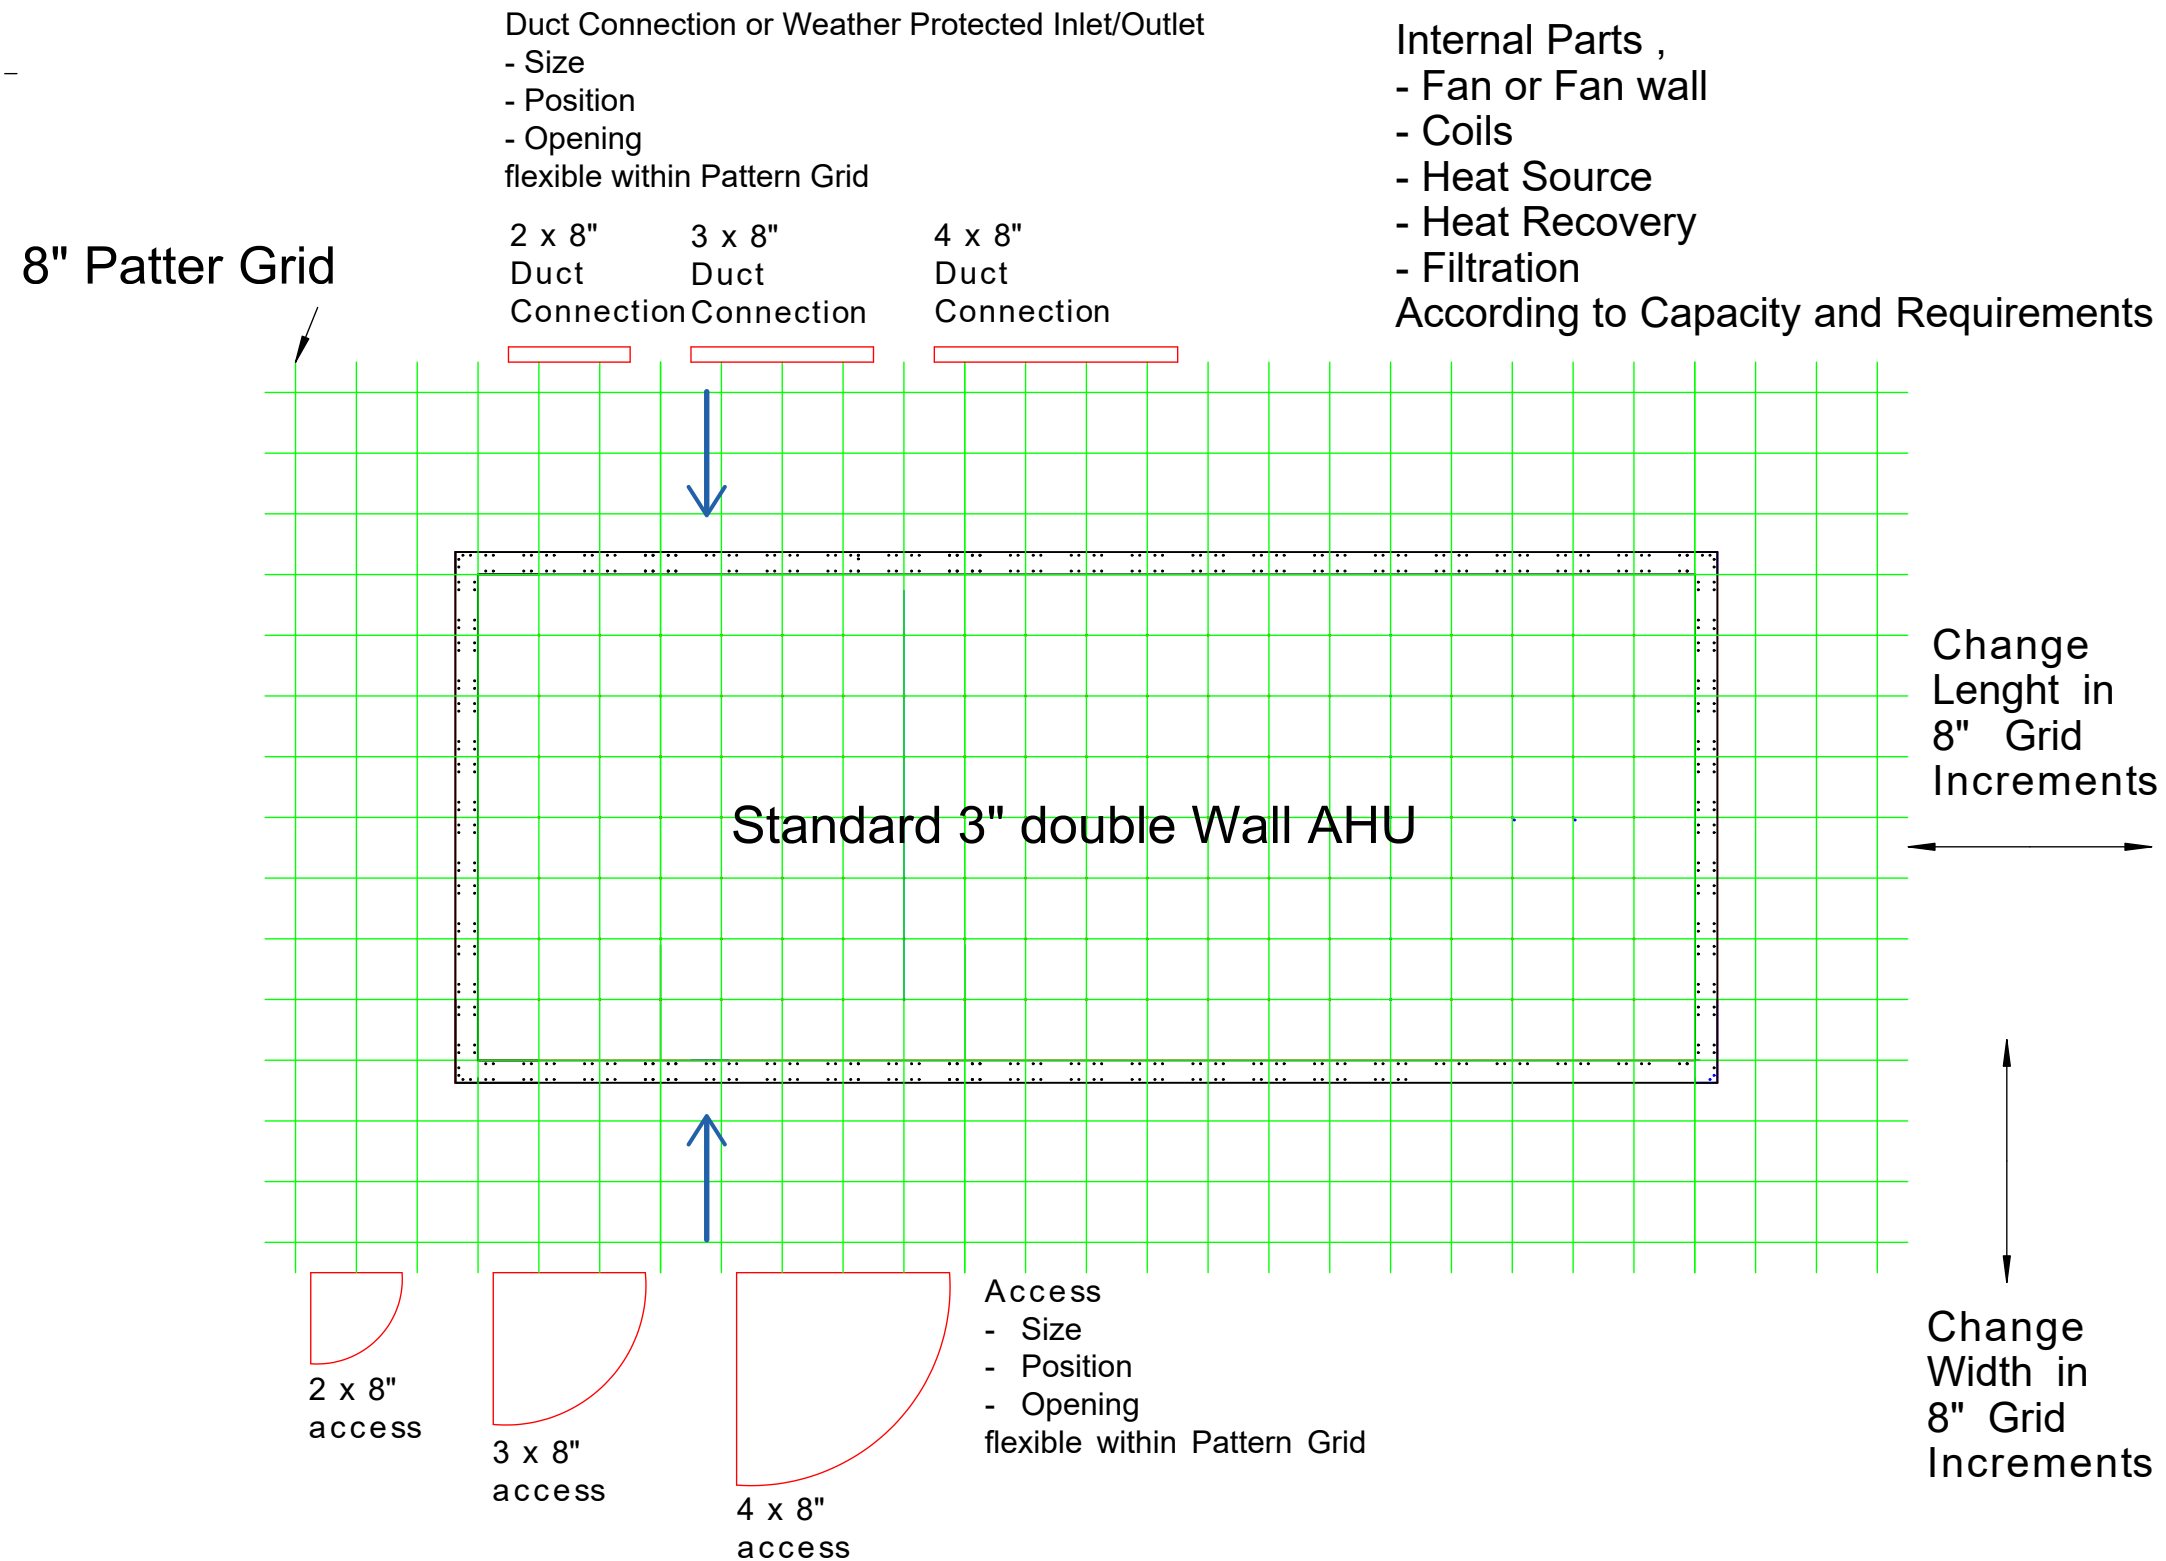 Duct Connection or Weather Protected Inlet/Outlet
- Size
- Position
- Opening
flexible within Pattern Grid
Internal Parts ,
- Fan or Fan wall
- Coils
- Heat Source
- Heat Recovery
- Filtration
According to Capacity and Requirements
8" Patter Grid
2 x 8"
Duct
Connection
3 x 8"
Duct
Connection
4 x 8"
Duct
Connection
Standard 3" double Wall AHU
Change
Lenght in
8" Grid
Increments
2 x 8"
access
3 x 8"
access
4 x 8"
access
Access
- Size
- Position
- Opening
flexible within Pattern Grid
Change
Width in
8" Grid
Increments